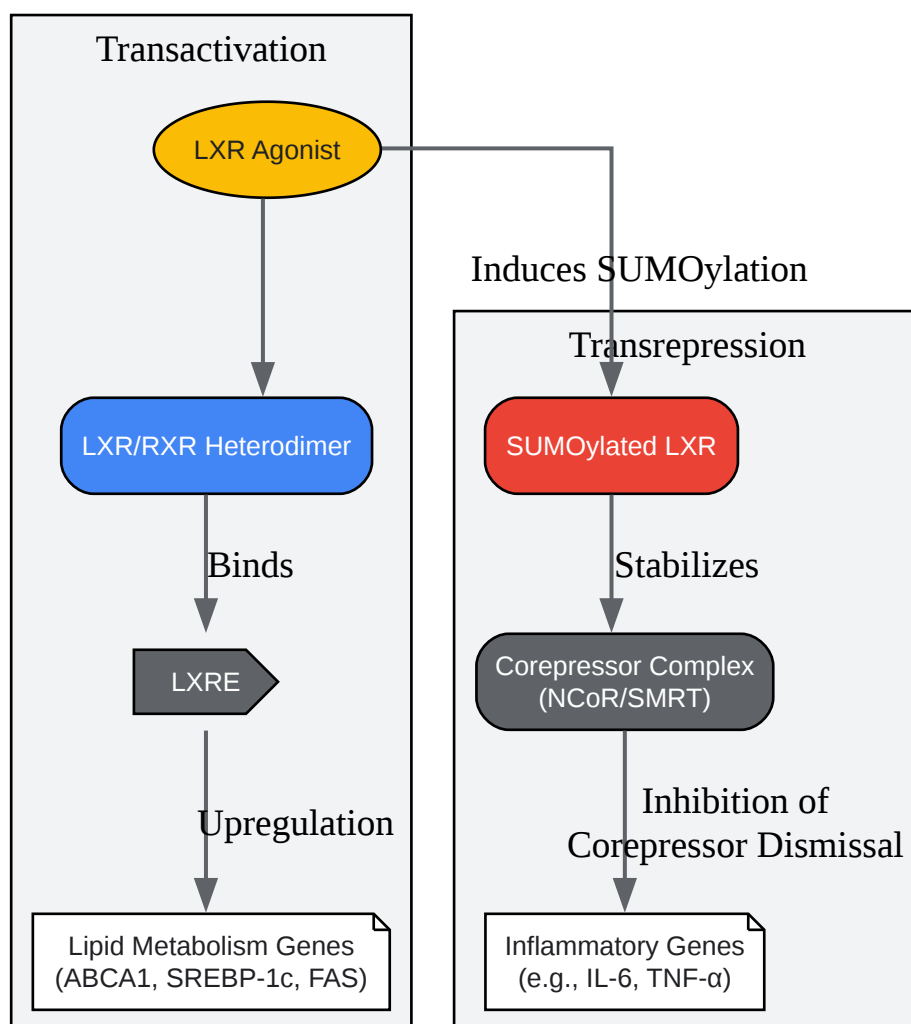 Transactivation
LXR Agonist
Induces SUMOylation
Transrepression
LXR/RXR Heterodimer
SUMOylated LXR
Binds
Stabilizes
LXRE
Corepressor Complex
(NCoR/SMRT)
Upregulation
Inhibition of
Corepressor Dismissal
Lipid Metabolism Genes
(ABCA1, SREBP-1c, FAS)
Inflammatory Genes
(e.g., IL-6, TNF-α)